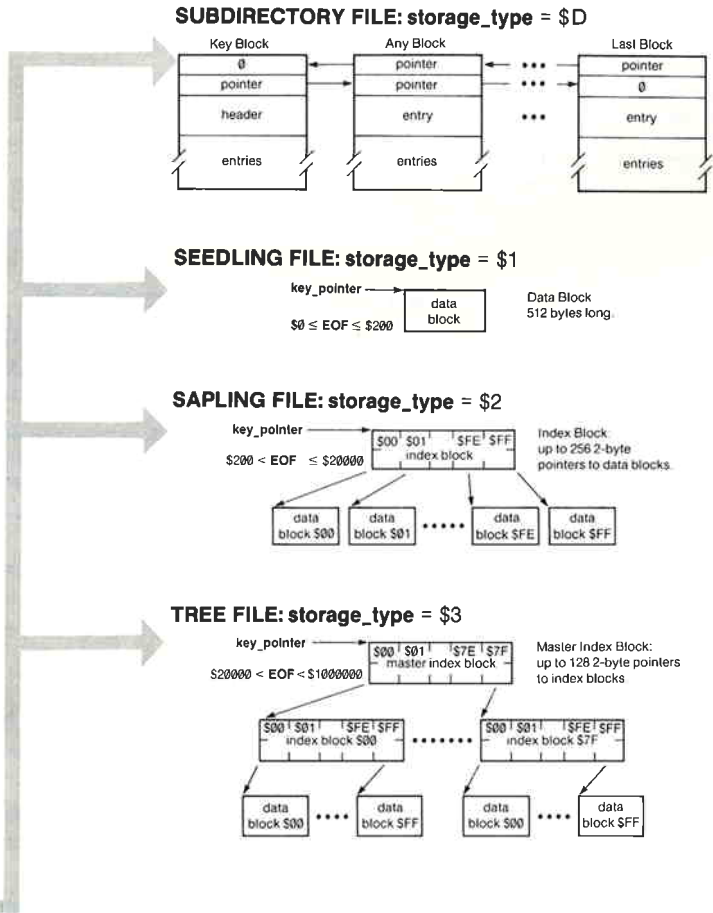 SUBDIRECTORY FILE: storage_type = $D
Key Block Any Block Last Block
0 pointer ••• pointer
pointer pointer 0
header entry ••• entry
entries entries entries
SEEDLING FILE: storage_type = $1
key_pointer
data
block
$0 ≤ EOF ≤ $200
Data Block
512 bytes long.
SAPLING FILE: storage_type = $2
key_pointer
$200 < EOF ≤ $20000
$00 $01 $FE $FF
index block
Index Block:
up to 256 2-byte
pointers to data blocks.
data
block $00
data
block $01
•••••
data
block $FE
data
block $FF
TREE FILE: storage_type = $3
key_pointer
$20000 < EOF < $1000000
$00 $01 $7E $7F
master index block
Master Index Block:
up to 128 2-byte pointers
to index blocks
$00 $01 $FE $FF
index block $00
•••••••
$00 $01 $FE $FF
index block $7F
data
block $00
••••
data
block $FF
data
block $00
••••
data
block $FF